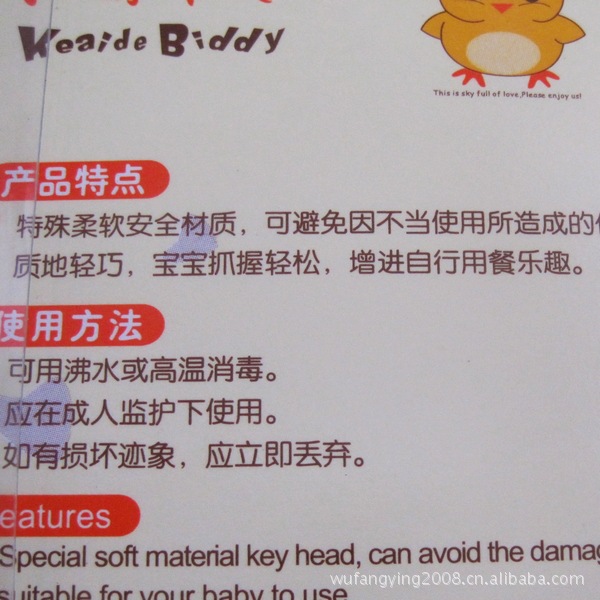 Keaide Biddy
This is sky full of love,Please enjoy us!
产品特点
特殊柔软安全材质，可避免因不当使用所造成的
质地轻巧，宝宝抓握轻松，增进自行用餐乐趣。
使用方法
可用沸水或高温消毒。
应在成人监护下使用。
如有损坏迹象，应立即丢弃。
eatures
Special soft material key head, can avoid the damag
suitable for your baby to use
wufangying2008.cn.alibaba.com